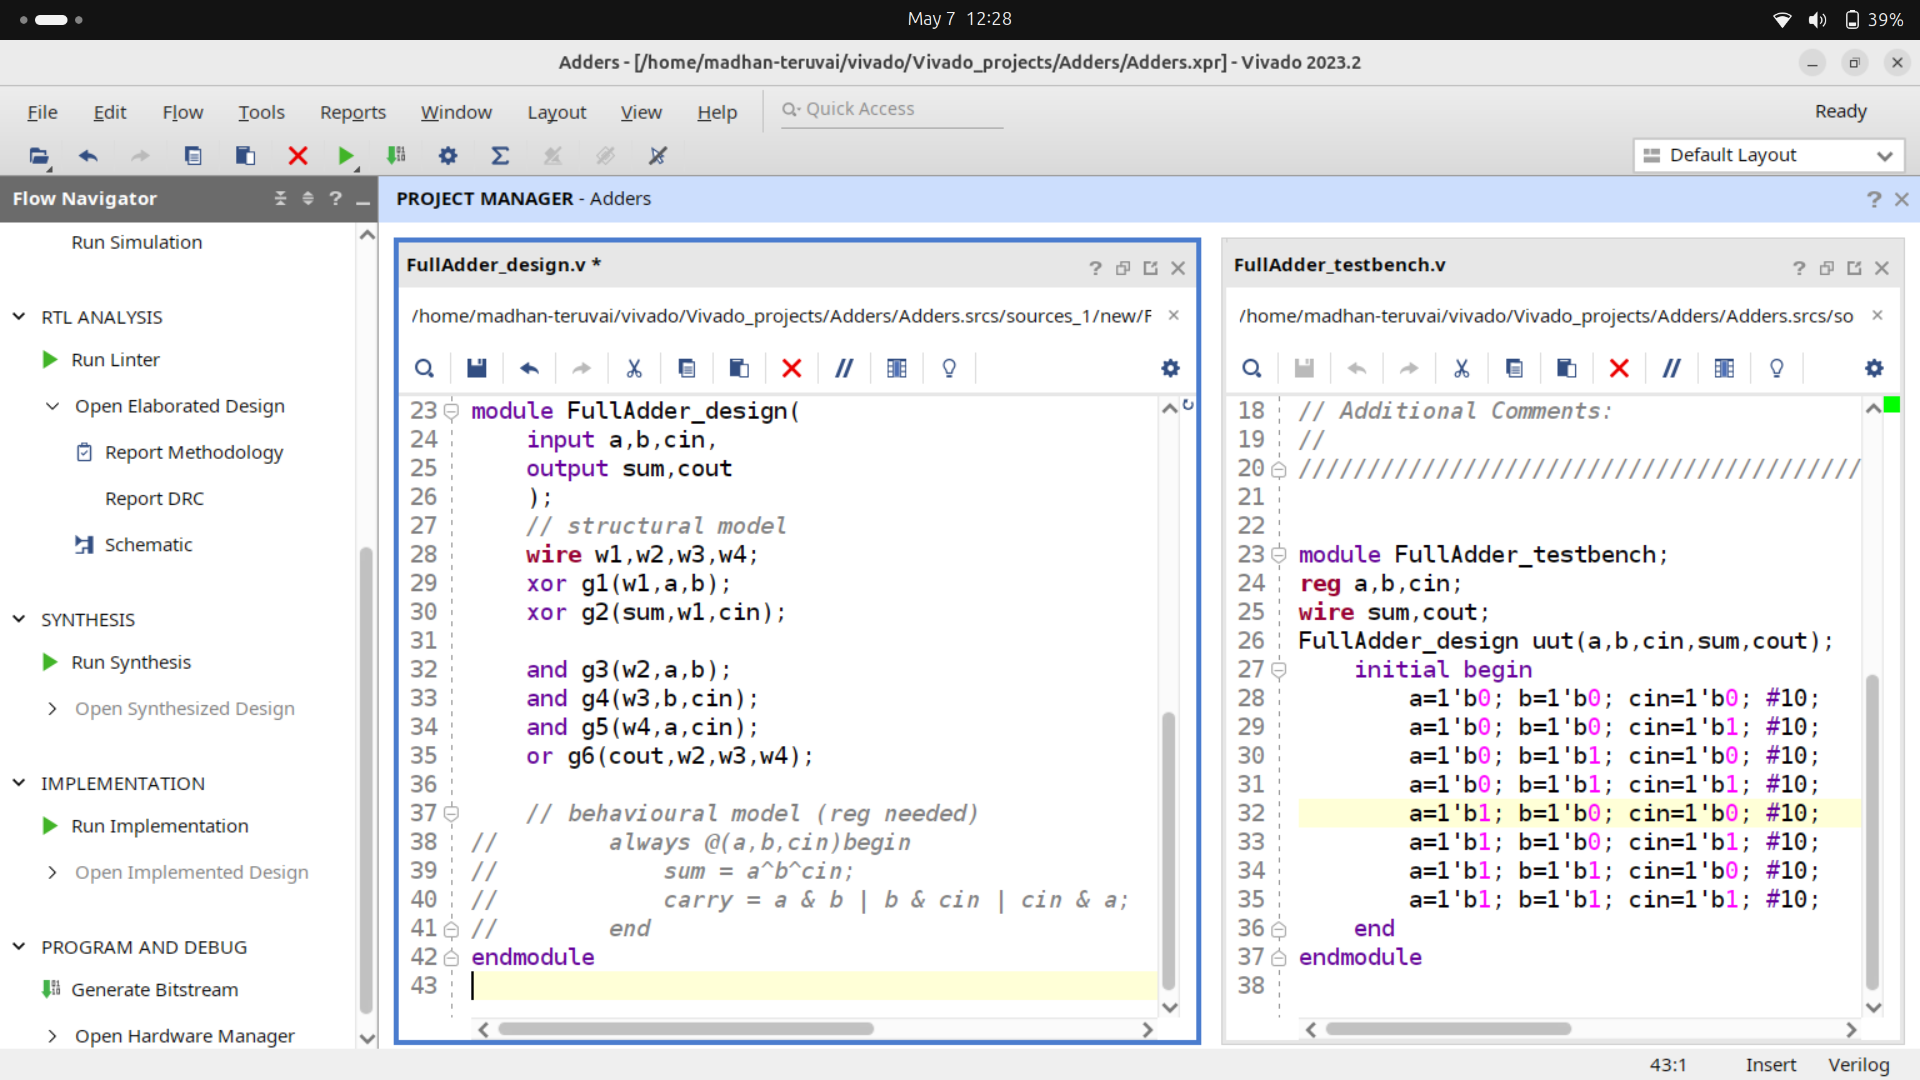 May 7 12:28
39%
Adders - [/home/madhan-teruvai/vivado/Vivado_projects/Adders/Adders.xpr] - Vivado 2023.2
File Edit Flow Tools Reports Window Layout View Help
Quick Access
Ready
Default Layout
Flow Navigator
PROJECT MANAGER - Adders
Run Simulation
RTL ANALYSIS
Run Linter
Open Elaborated Design
Report Methodology
Report DRC
Schematic
SYNTHESIS
Run Synthesis
Open Synthesized Design
IMPLEMENTATION
Run Implementation
Open Implemented Design
PROGRAM AND DEBUG
Generate Bitstream
Open Hardware Manager
FullAdder_design.v *
/home/madhan-teruvai/vivado/Vivado_projects/Adders/Adders.srcs/sources_1/new/F
23 module FullAdder_design(
24     input a,b,cin,
25     output sum,cout
26     );
27     // structural model
28     wire w1,w2,w3,w4;
29     xor g1(w1,a,b);
30     xor g2(sum,w1,cin);
31
32     and g3(w2,a,b);
33     and g4(w3,b,cin);
34     and g5(w4,a,cin);
35     or g6(cout,w2,w3,w4);
36
37     // behavioural model (reg needed)
38 //        always @(a,b,cin)begin
39 //            sum = a^b^cin;
40 //            carry = a & b | b & cin | cin & a;
41 //        end
42 endmodule
43
FullAdder_testbench.v
/home/madhan-teruvai/vivado/Vivado_projects/Adders/Adders.srcs/so
18 // Additional Comments:
19 //
20 /////////////////////////////////////////
21
22
23 module FullAdder_testbench;
24 reg a,b,cin;
25 wire sum,cout;
26 FullAdder_design uut(a,b,cin,sum,cout);
27     initial begin
28         a=1'b0; b=1'b0; cin=1'b0; #10;
29         a=1'b0; b=1'b0; cin=1'b1; #10;
30         a=1'b0; b=1'b1; cin=1'b0; #10;
31         a=1'b0; b=1'b1; cin=1'b1; #10;
32         a=1'b1; b=1'b0; cin=1'b0; #10;
33         a=1'b1; b=1'b0; cin=1'b1; #10;
34         a=1'b1; b=1'b1; cin=1'b0; #10;
35         a=1'b1; b=1'b1; cin=1'b1; #10;
36     end
37 endmodule
38
43:1 Insert Verilog